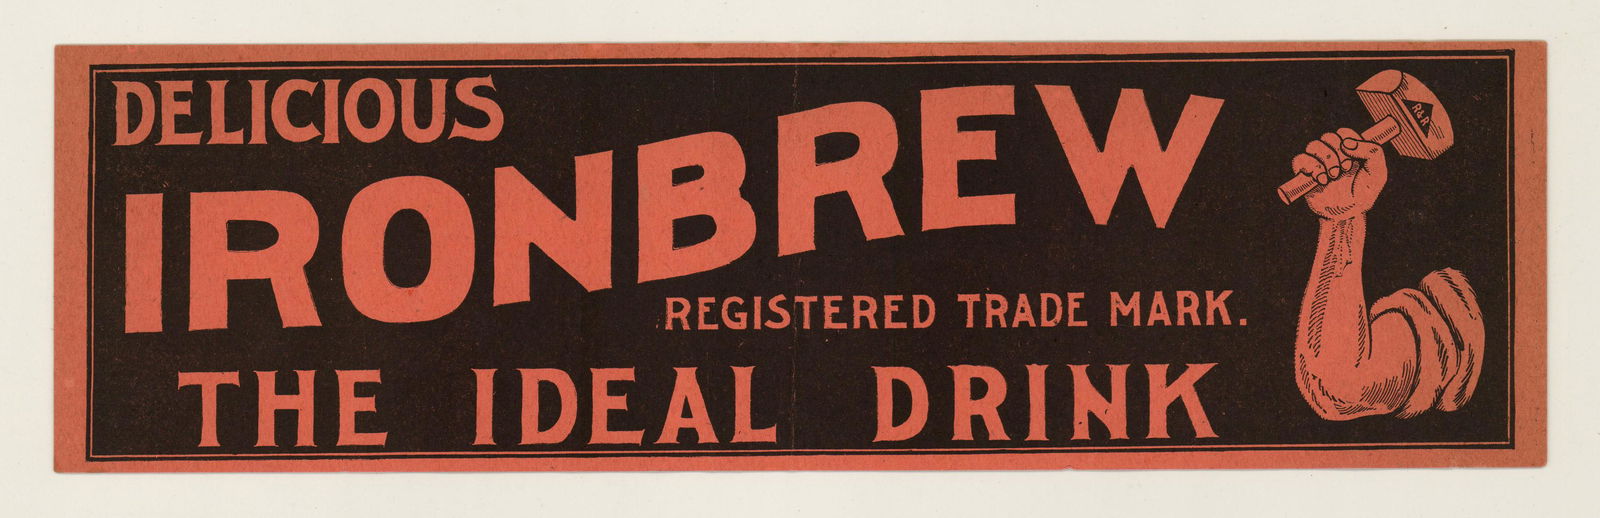 DELICIOUS
IRONBREW
REGISTERED TRADE MARK.
THE IDEAL DRINK
R&R